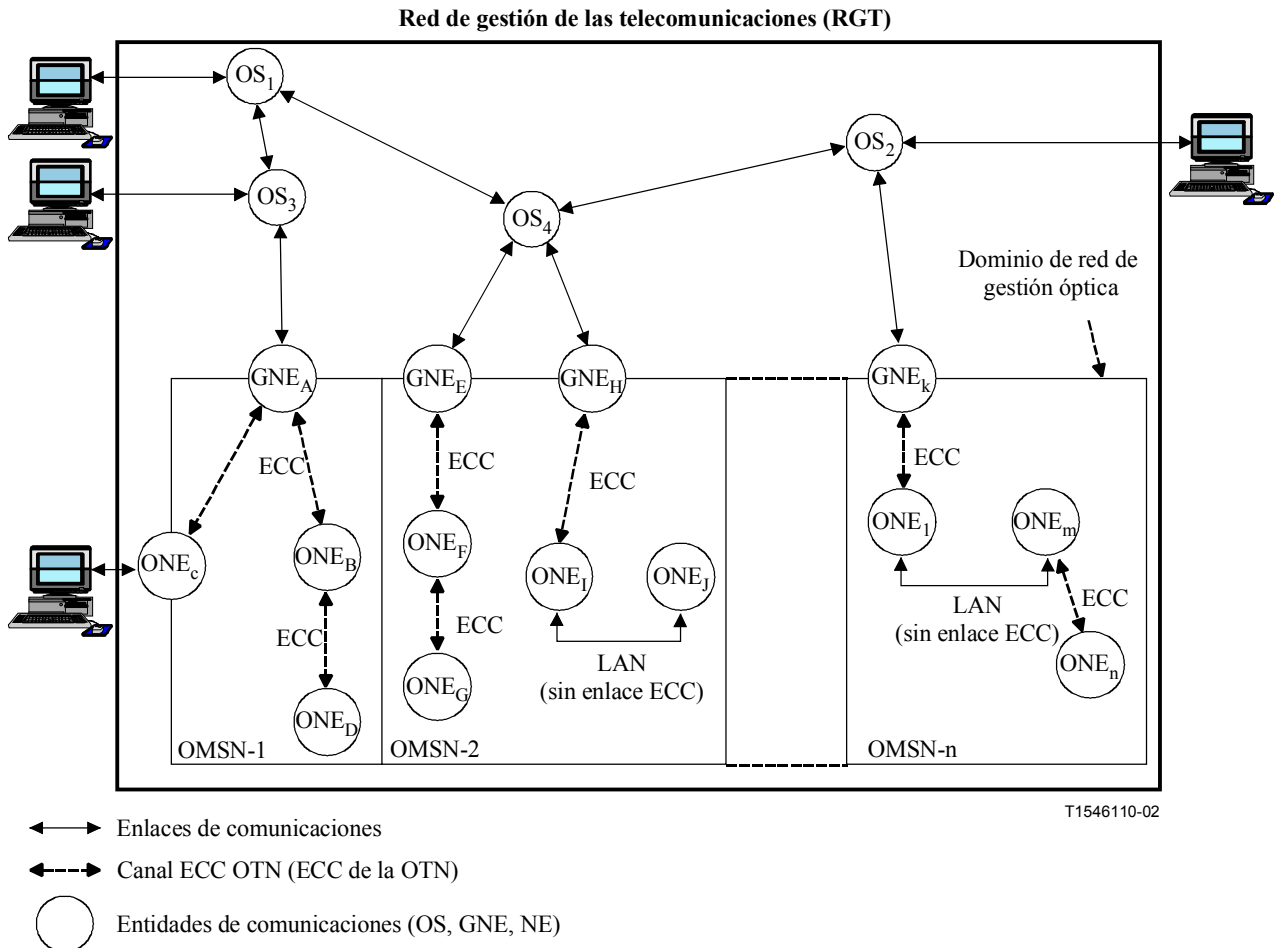 Red de gestión de las telecomunicaciones (RGT)
OS1
OS2
OS3
OS4
Dominio de red de
gestión óptica
GNEA
GNEE
GNEH
GNEk
ECC
ECC
ECC
ECC
ONEc
ONEB
ONEF
ONEI
ONEJ
ONE1
ONEm
ECC
ECC
LAN
(sin enlace ECC)
LAN
(sin enlace ECC)
ECC
ONED
ONEG
ONEn
OMSN-1
OMSN-2
OMSN-n
T1546110-02
Enlaces de comunicaciones
Canal ECC OTN (ECC de la OTN)
Entidades de comunicaciones (OS, GNE, NE)